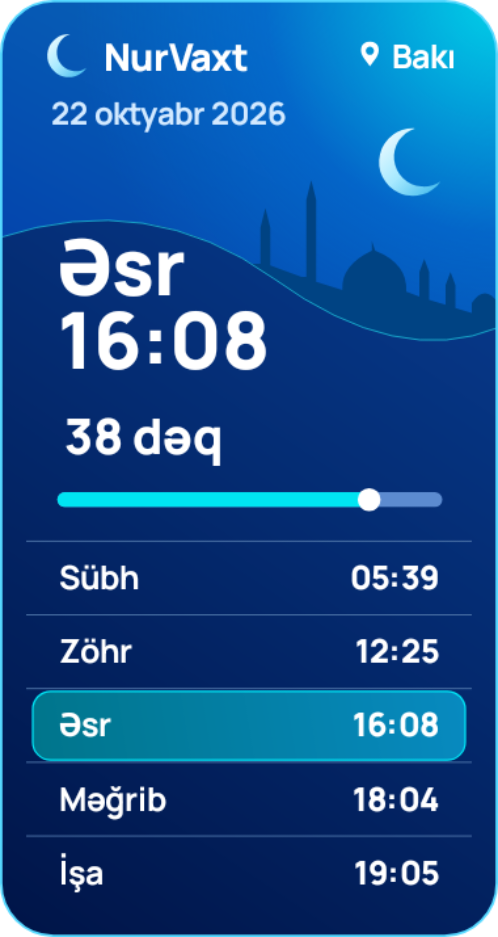 NurVaxt Bakı
22 oktyabr 2026
Əsr
16:08
38 dəq
Sübh 05:39
Zöhr 12:25
Əsr 16:08
Məğrib 18:04
İşa 19:05